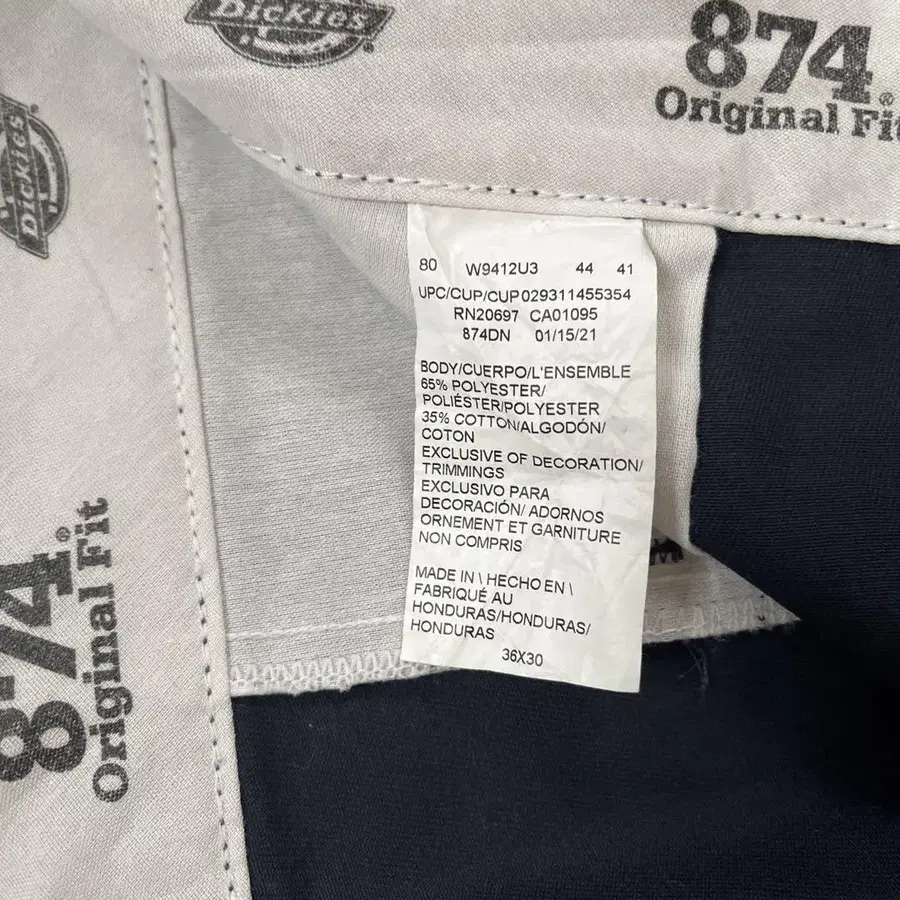 Dickies
874®
Original Fit
Dickies
80 W9412U3 44 41
UPC/CUP/CUP029311455354
RN20697 CA01095
874DN 01/15/21
BODY/CUERPO/L'ENSEMBLE
65% POLYESTER/
POLIÉSTER/POLYESTER
35% COTTON/ALGODÓN/
COTON
EXCLUSIVE OF DECORATION/
TRIMMINGS
EXCLUSIVO PARA
DECORACIÓN/ ADORNOS
ORNEMENT ET GARNITURE
NON COMPRIS
MADE IN \ HECHO EN \
FABRIQUÉ AU
HONDURAS/HONDURAS/
HONDURAS
36X30
874®
Original Fit